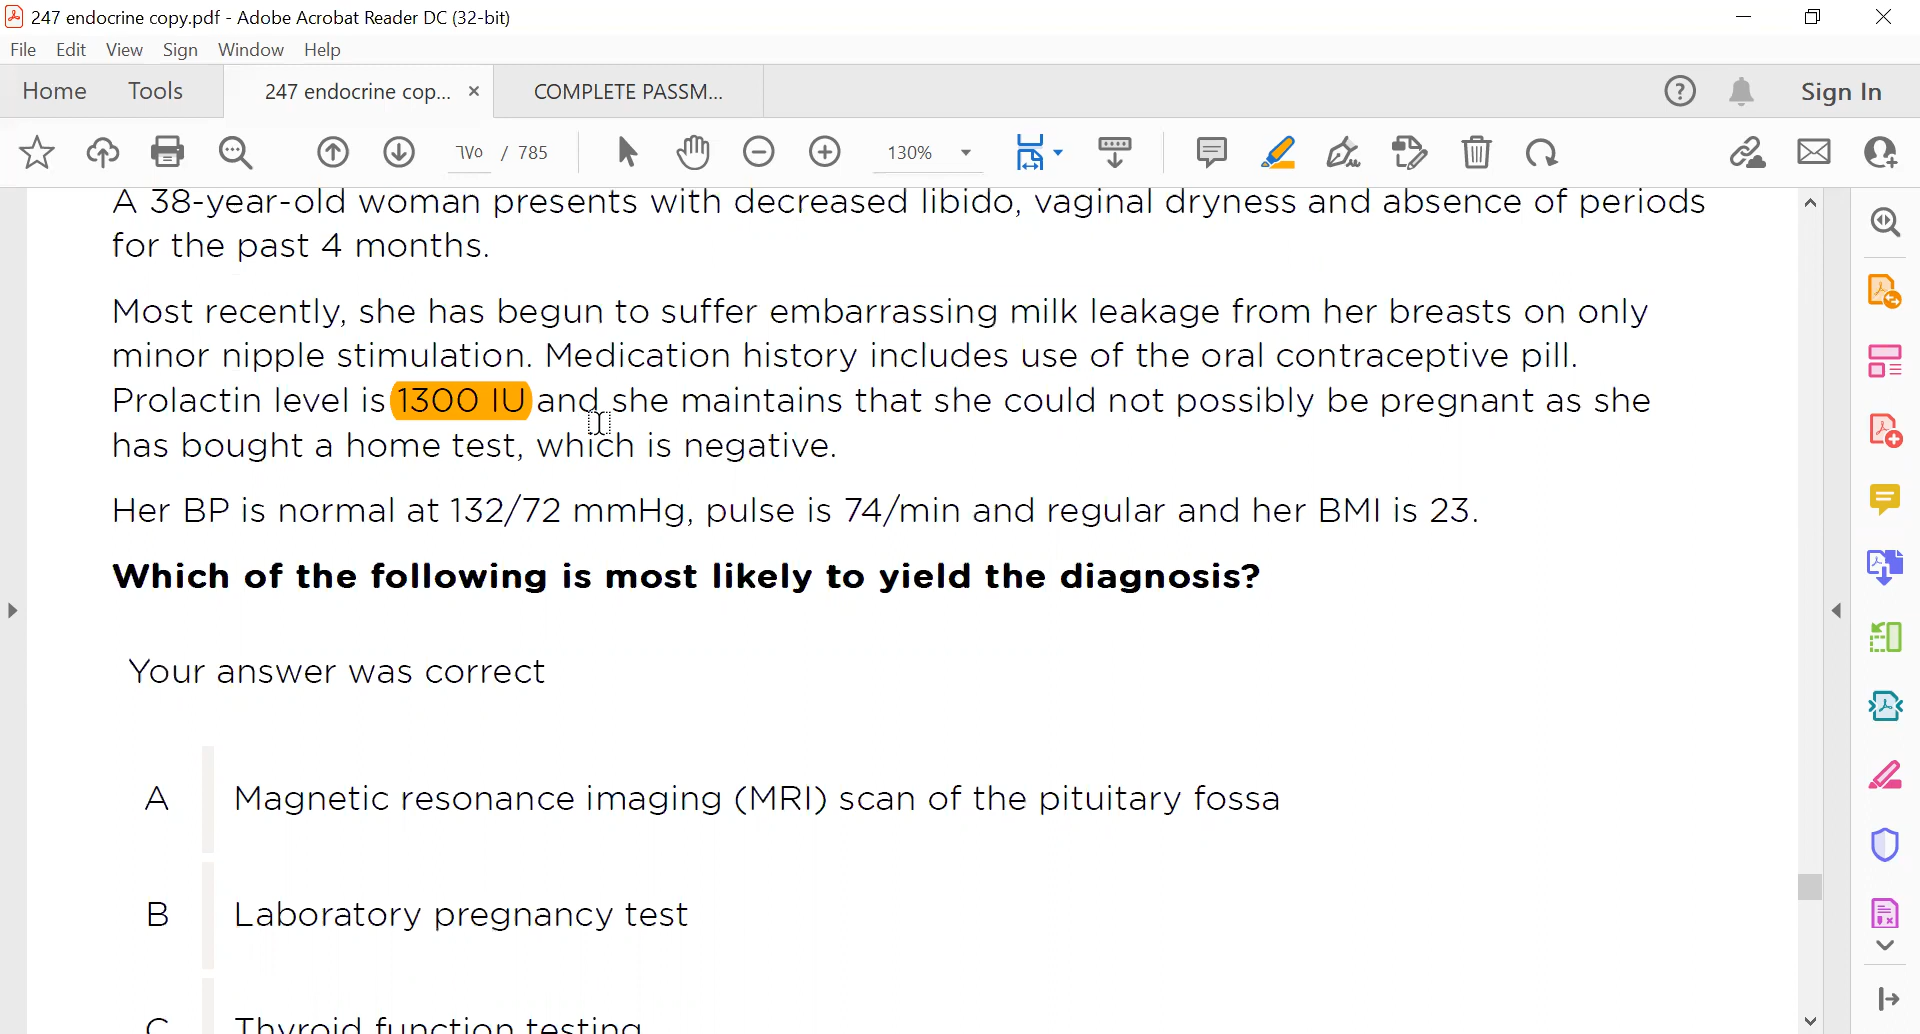 247 endocrine copy.pdf - Adobe Acrobat Reader DC (32-bit)
File Edit View Sign Window Help
Home Tools 247 endocrine cop... × COMPLETE PASSM... Sign In
/ 785 130%
A 38-year-old woman presents with decreased libido, vaginal dryness and absence of periods
for the past 4 months.
Most recently, she has begun to suffer embarrassing milk leakage from her breasts on only
minor nipple stimulation. Medication history includes use of the oral contraceptive pill.
Prolactin level is 1300 IU and she maintains that she could not possibly be pregnant as she
has bought a home test, which is negative.
Her BP is normal at 132/72 mmHg, pulse is 74/min and regular and her BMI is 23.
Which of the following is most likely to yield the diagnosis?
Your answer was correct
A Magnetic resonance imaging (MRI) scan of the pituitary fossa
B Laboratory pregnancy test
C Thyroid function testing